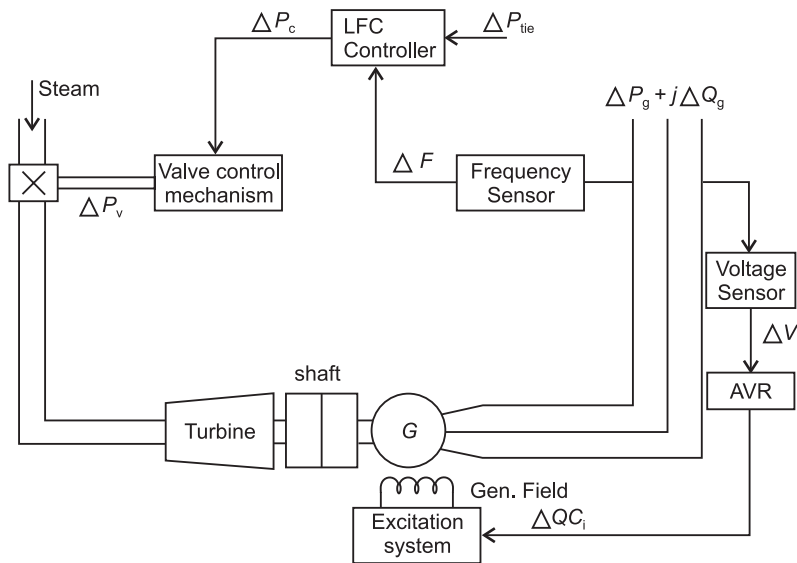 △P_c
LFC
Controller
△P_tie
Steam
△P_g + j△Q_g
Valve control
mechanism
△F
Frequency
Sensor
△P_v
Voltage
Sensor
△V
shaft
AVR
Turbine
G
Gen. Field
Excitation
system
△QC_i